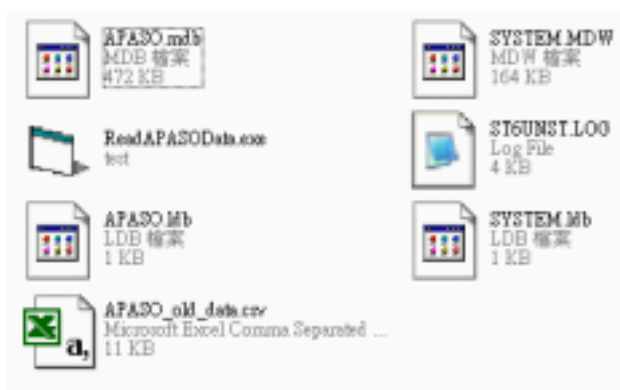 APASO.mdb
MDB 檔案
472 KB
SYSTEM.MDW
MDW 檔案
164 KB
ReadAPASOData.exe
test
ST6UNST.LOG
Log File
4 KB
APASO.ldb
LDB 檔案
1 KB
SYSTEM.ldb
LDB 檔案
1 KB
APASO_old_data.csv
Microsoft Excel Comma Separated ...
11 KB
a,